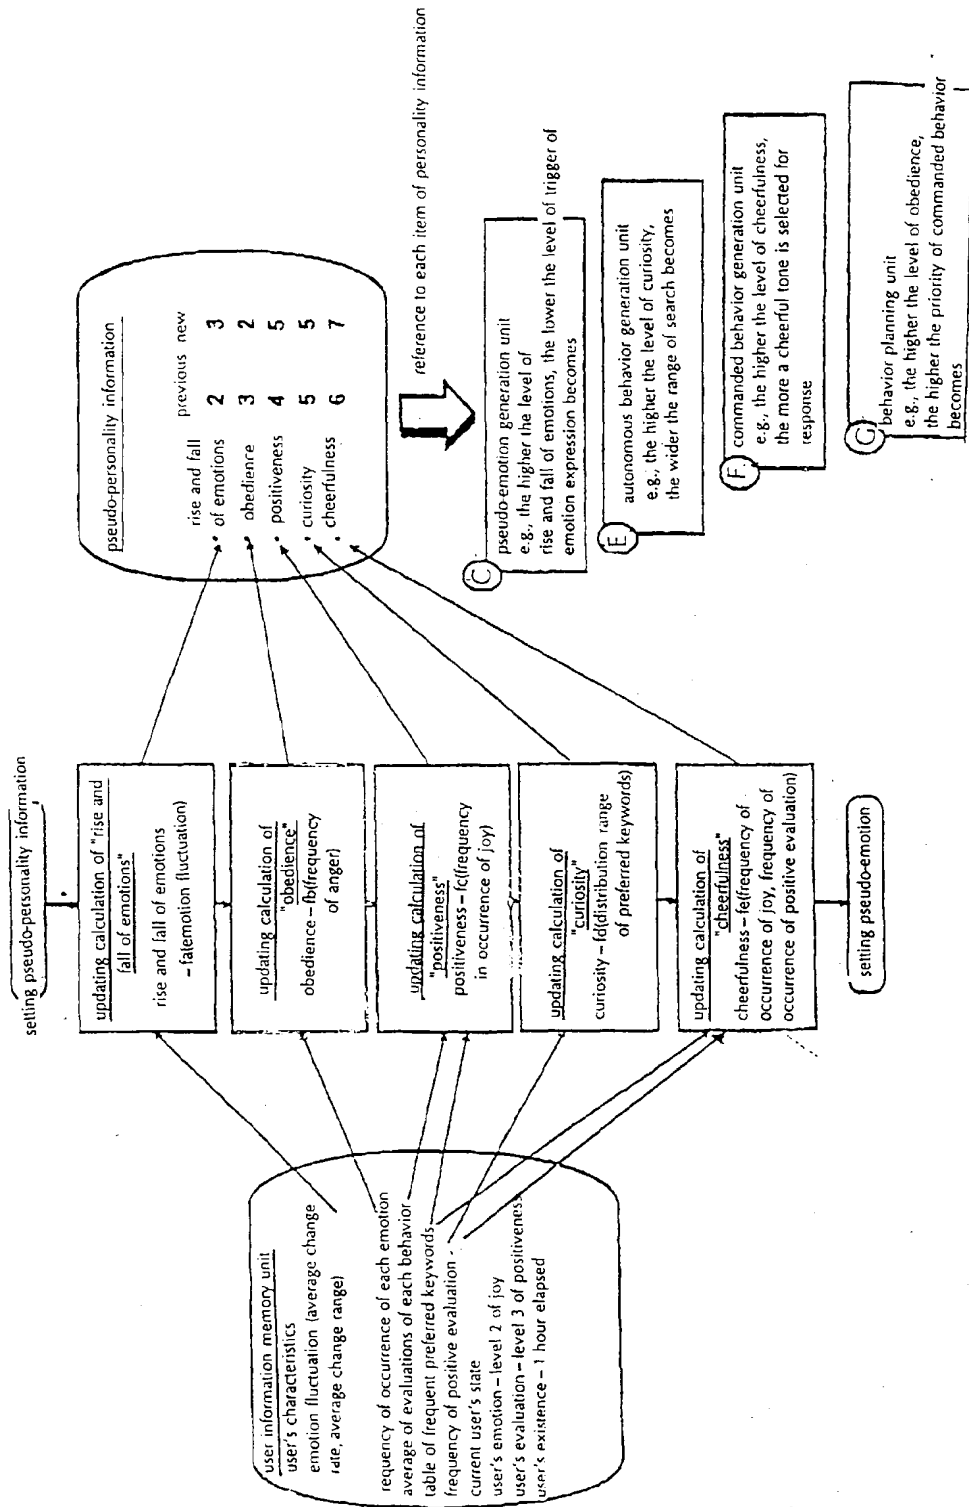 setting pseudo-personality information
user information memory unit
user's characteristics
emotion fluctuation (average change
rate, average change range)
requency of occurrence of each emotion
average of evaluations of each behavior
table of frequent preferred keywords
frequency of positive evaluation
current user's state
user's emotion – level 2 of joy
user's evaluation – level 3 of positiveness
user's existence – 1 hour elapsed
updating calculation of "rise and
fall of emotions"
rise and fall of emotions
–fa(emotion fluctuation)
updating calculation of
"obedience"
obedience – fb(frequency
of anger)
updating calculation of
"positiveness"
positiveness – fc(frequency
in occurrence of joy)
updating calculation of
"curiosity"
curiosity – fd(distribution range
of preferred keywords)
updating calculation of
"cheerfulness"
cheerfulness – fe(frequency of
occurrence of joy, frequency of
occurrence of positive evaluation)
setting pseudo-emotion
pseudo-personality information
previous new
rise and fall
• of emotions 2 3
• obedience 3 2
• positiveness 4 5
• curiosity 5 5
• cheerfulness 6 7
reference to each item of personality information
C
pseudo-emotion generation unit
e.g., the higher the level of
rise and fall of emotions, the lower the level of trigger of
emotion expression becomes
E
autonomous behavior generation unit
e.g., the higher the level of curiosity,
the wider the range of search becomes
F
commanded behavior generation unit
e.g., the higher the level of cheerfulness,
the more a cheerful tone is selected for
response
G
behavior planning unit
e.g., the higher the level of obedience,
the higher the priority of commanded behavior
becomes